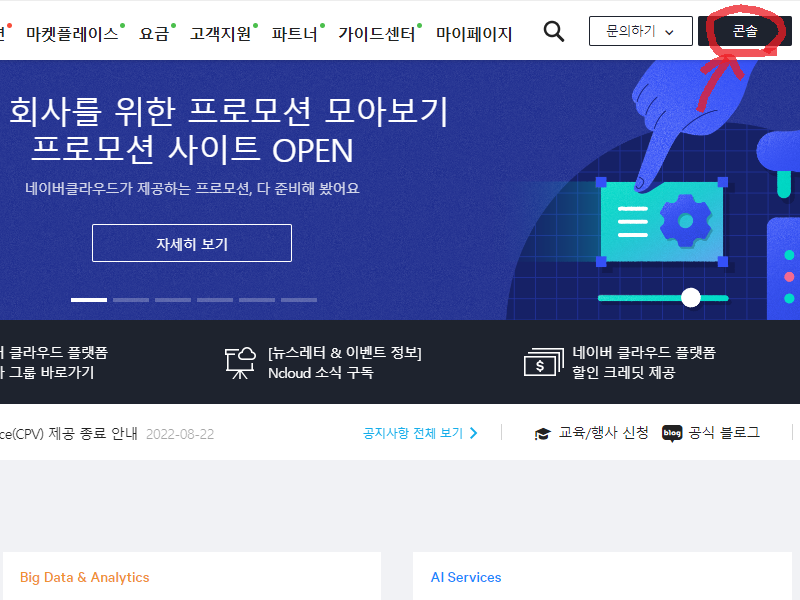 마켓플레이스 요금 고객지원 파트너 가이드센터 마이페이지 문의하기 콘솔
회사를 위한 프로모션 모아보기
프로모션 사이트 OPEN
네이버클라우드가 제공하는 프로모션, 다 준비해 봤어요
자세히 보기
클라우드 플랫폼
그룹 바로가기
[뉴스레터 & 이벤트 정보]
Ncloud 소식 구독
네이버 클라우드 플랫폼
할인 크레딧 제공
ce(CPV) 제공 종료 안내 2022-08-22
공지사항 전체 보기
교육/행사 신청
blog 공식 블로그
Big Data & Analytics
AI Services